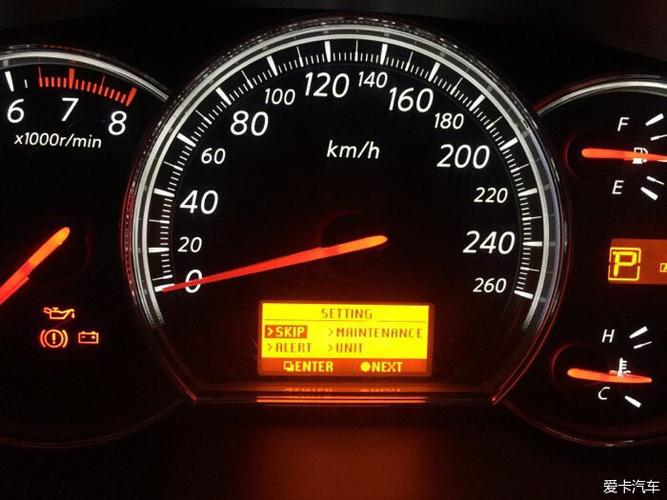 6 7 8
x1000r/min
0 20 40 60 80 100 120 140 160 180 200 220 240 260
km/h
SETTING
>SKIP >MAINTENANCE
>ALERT >UNIT
ENTER NEXT
F
E
P
H
C
爱卡汽车